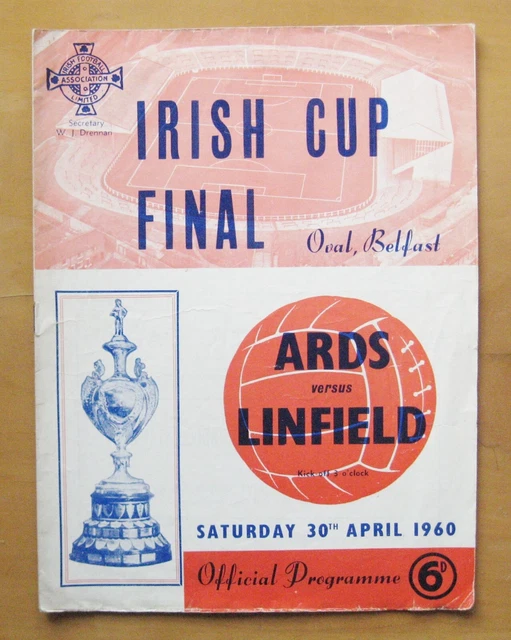 IRISH FOOTBALL
ASSOCIATION
LIMITED
Secretary
W. J. Drennan
IRISH CUP
FINAL
Oval, Belfast
ARDS
versus
LINFIELD
Kick off 3 o'clock
SATURDAY 30TH APRIL 1960
Official Programme 6D